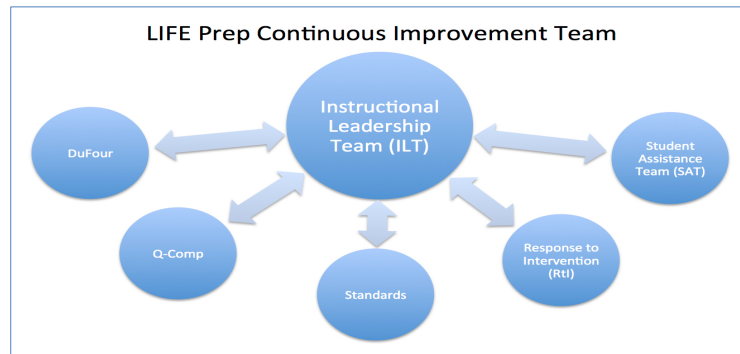 LIFE Prep Continuous Improvement Team
Instructional
Leadership
Team (ILT)
DuFour
Student
Assistance
Team (SAT)
Q-Comp
Response to
Intervention
(RtI)
Standards